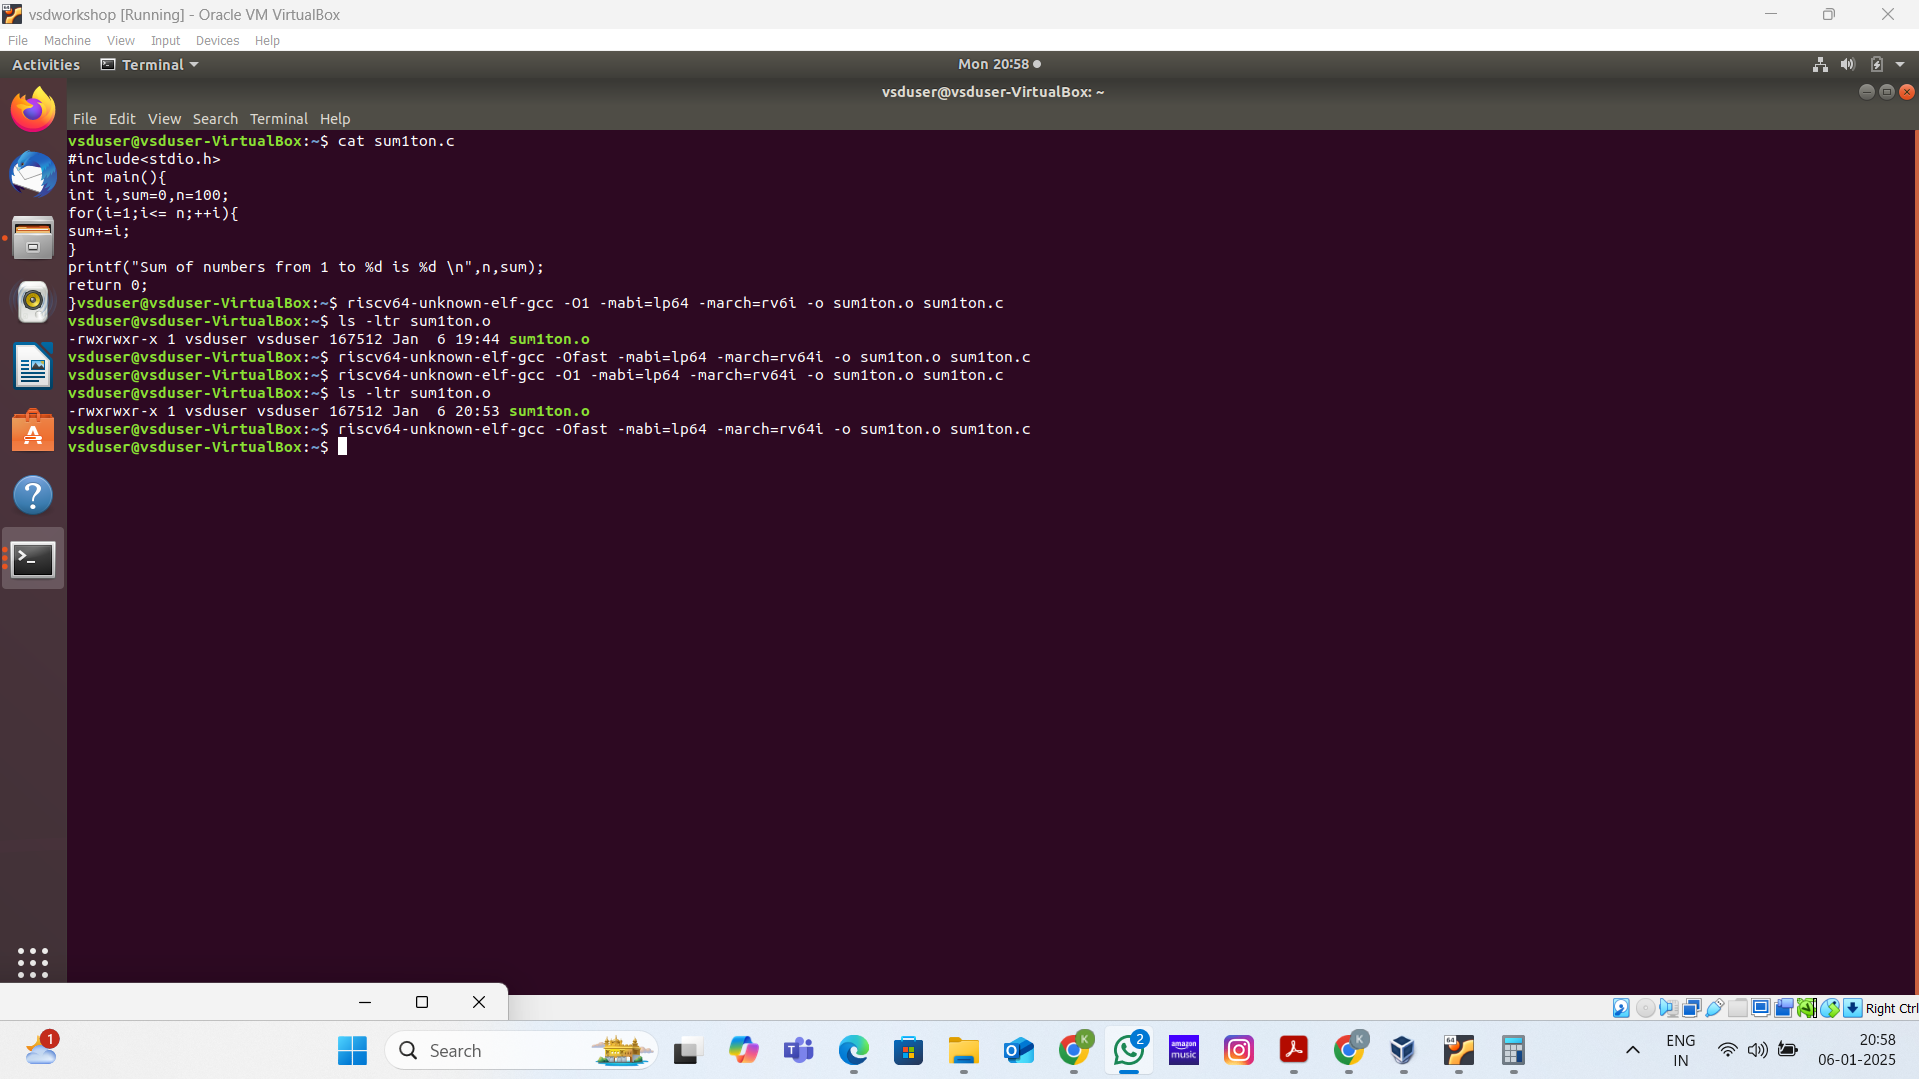 vsdworkshop [Running] - Oracle VM VirtualBox
File Machine View Input Devices Help
Activities Terminal Mon 20:58
vsduser@vsduser-VirtualBox: ~
File Edit View Search Terminal Help
vsduser@vsduser-VirtualBox:~$ cat sum1ton.c
#include<stdio.h>
int main(){
int i,sum=0,n=100;
for(i=1;i<= n;++i){
sum+=i;
}
printf("Sum of numbers from 1 to %d is %d \n",n,sum);
return 0;
}vsduser@vsduser-VirtualBox:~$ riscv64-unknown-elf-gcc -O1 -mabi=lp64 -march=rv6i -o sum1ton.o sum1ton.c
vsduser@vsduser-VirtualBox:~$ ls -ltr sum1ton.o
-rwxrwxr-x 1 vsduser vsduser 167512 Jan  6 19:44 sum1ton.o
vsduser@vsduser-VirtualBox:~$ riscv64-unknown-elf-gcc -Ofast -mabi=lp64 -march=rv64i -o sum1ton.o sum1ton.c
vsduser@vsduser-VirtualBox:~$ riscv64-unknown-elf-gcc -O1 -mabi=lp64 -march=rv64i -o sum1ton.o sum1ton.c
vsduser@vsduser-VirtualBox:~$ ls -ltr sum1ton.o
-rwxrwxr-x 1 vsduser vsduser 167512 Jan  6 20:53 sum1ton.o
vsduser@vsduser-VirtualBox:~$ riscv64-unknown-elf-gcc -Ofast -mabi=lp64 -march=rv64i -o sum1ton.o sum1ton.c
vsduser@vsduser-VirtualBox:~$
Right Ctrl
1
Search
K
2
amazon music
K
64
ENG
IN
20:58
06-01-2025